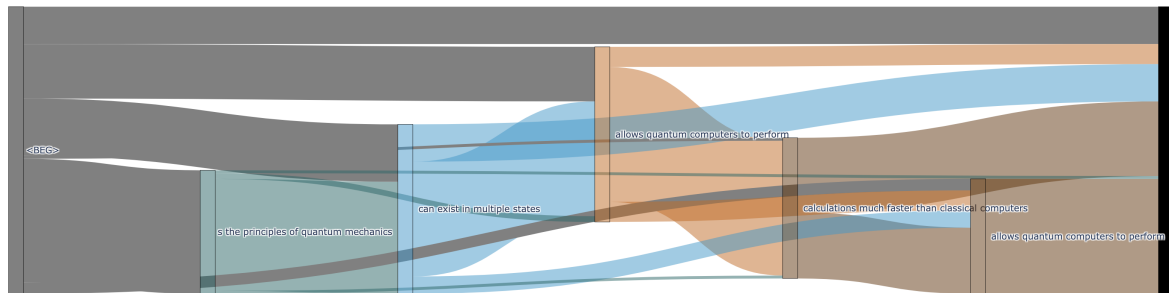 <BEG>
s the principles of quantum mechanics
can exist in multiple states
allows quantum computers to perform
calculations much faster than classical computers
allows quantum computers to perform